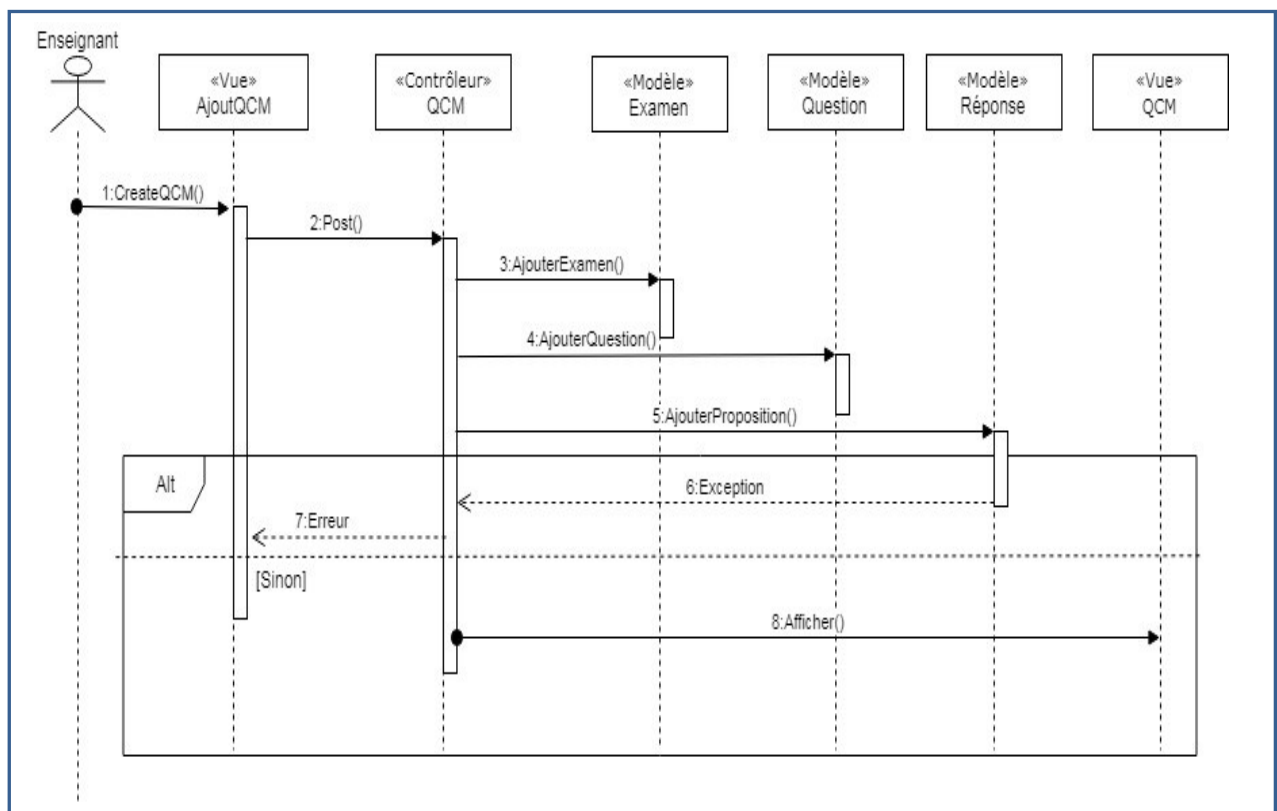 Enseignant
«Vue»
AjoutQCM
«Contrôleur»
QCM
«Modèle»
Examen
«Modèle»
Question
«Modèle»
Réponse
«Vue»
QCM
1:CreateQCM()
2:Post()
3:AjouterExamen()
4:AjouterQuestion()
5:AjouterProposition()
Alt
6:Exception
7:Erreur
[Sinon]
8:Afficher()